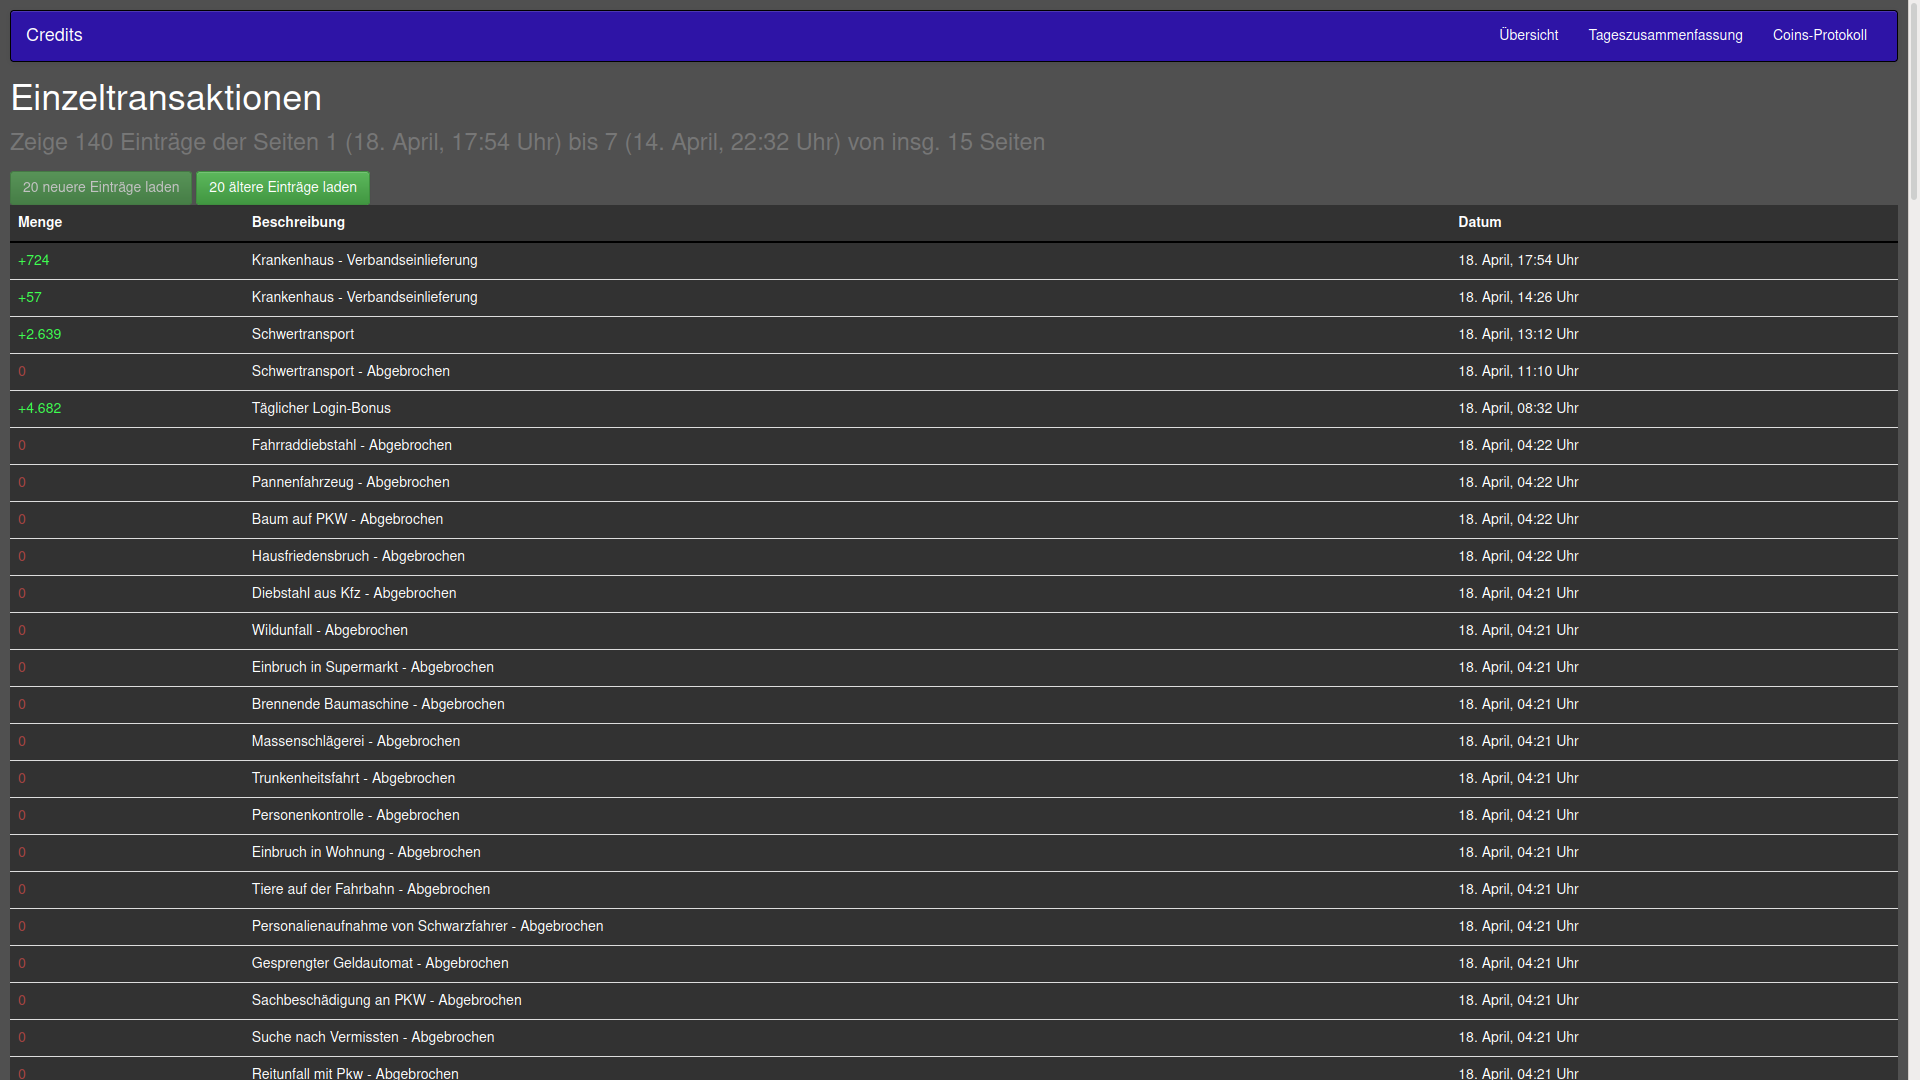 Credits Übersicht Tageszusammenfassung Coins-Protokoll
Einzeltransaktionen
Zeige 140 Einträge der Seiten 1 (18. April, 17:54 Uhr) bis 7 (14. April, 22:32 Uhr) von insg. 15 Seiten
20 neuere Einträge laden 20 ältere Einträge laden
Menge Beschreibung Datum
+724 Krankenhaus - Verbandseinlieferung 18. April, 17:54 Uhr
+57 Krankenhaus - Verbandseinlieferung 18. April, 14:26 Uhr
+2.639 Schwertransport 18. April, 13:12 Uhr
0 Schwertransport - Abgebrochen 18. April, 11:10 Uhr
+4.682 Täglicher Login-Bonus 18. April, 08:32 Uhr
0 Fahrraddiebstahl - Abgebrochen 18. April, 04:22 Uhr
0 Pannenfahrzeug - Abgebrochen 18. April, 04:22 Uhr
0 Baum auf PKW - Abgebrochen 18. April, 04:22 Uhr
0 Hausfriedensbruch - Abgebrochen 18. April, 04:22 Uhr
0 Diebstahl aus Kfz - Abgebrochen 18. April, 04:21 Uhr
0 Wildunfall - Abgebrochen 18. April, 04:21 Uhr
0 Einbruch in Supermarkt - Abgebrochen 18. April, 04:21 Uhr
0 Brennende Baumaschine - Abgebrochen 18. April, 04:21 Uhr
0 Massenschlägerei - Abgebrochen 18. April, 04:21 Uhr
0 Trunkenheitsfahrt - Abgebrochen 18. April, 04:21 Uhr
0 Personenkontrolle - Abgebrochen 18. April, 04:21 Uhr
0 Einbruch in Wohnung - Abgebrochen 18. April, 04:21 Uhr
0 Tiere auf der Fahrbahn - Abgebrochen 18. April, 04:21 Uhr
0 Personalienaufnahme von Schwarzfahrer - Abgebrochen 18. April, 04:21 Uhr
0 Gesprengter Geldautomat - Abgebrochen 18. April, 04:21 Uhr
0 Sachbeschädigung an PKW - Abgebrochen 18. April, 04:21 Uhr
0 Suche nach Vermissten - Abgebrochen 18. April, 04:21 Uhr
0 Reitunfall mit Pkw - Abgebrochen 18. April, 04:21 Uhr